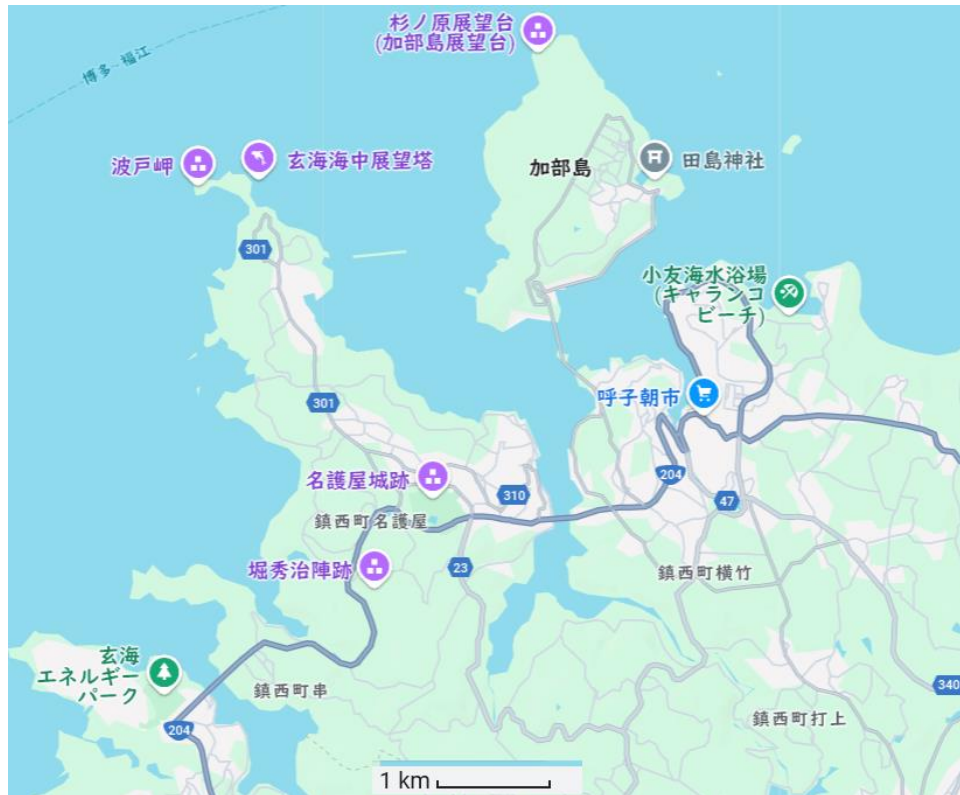 杉ノ原展望台
(加部島展望台)
博多-福江
波戸岬
玄海海中展望塔
加部島
田島神社
301
小友海水浴場
(キャランコ
ビーチ)
301
呼子朝市
名護屋城跡
310
204
47
鎮西町名護屋
堀秀治陣跡
23
鎮西町横竹
玄海
エネルギー
パーク
鎮西町串
340
204
鎮西町打上
1 km